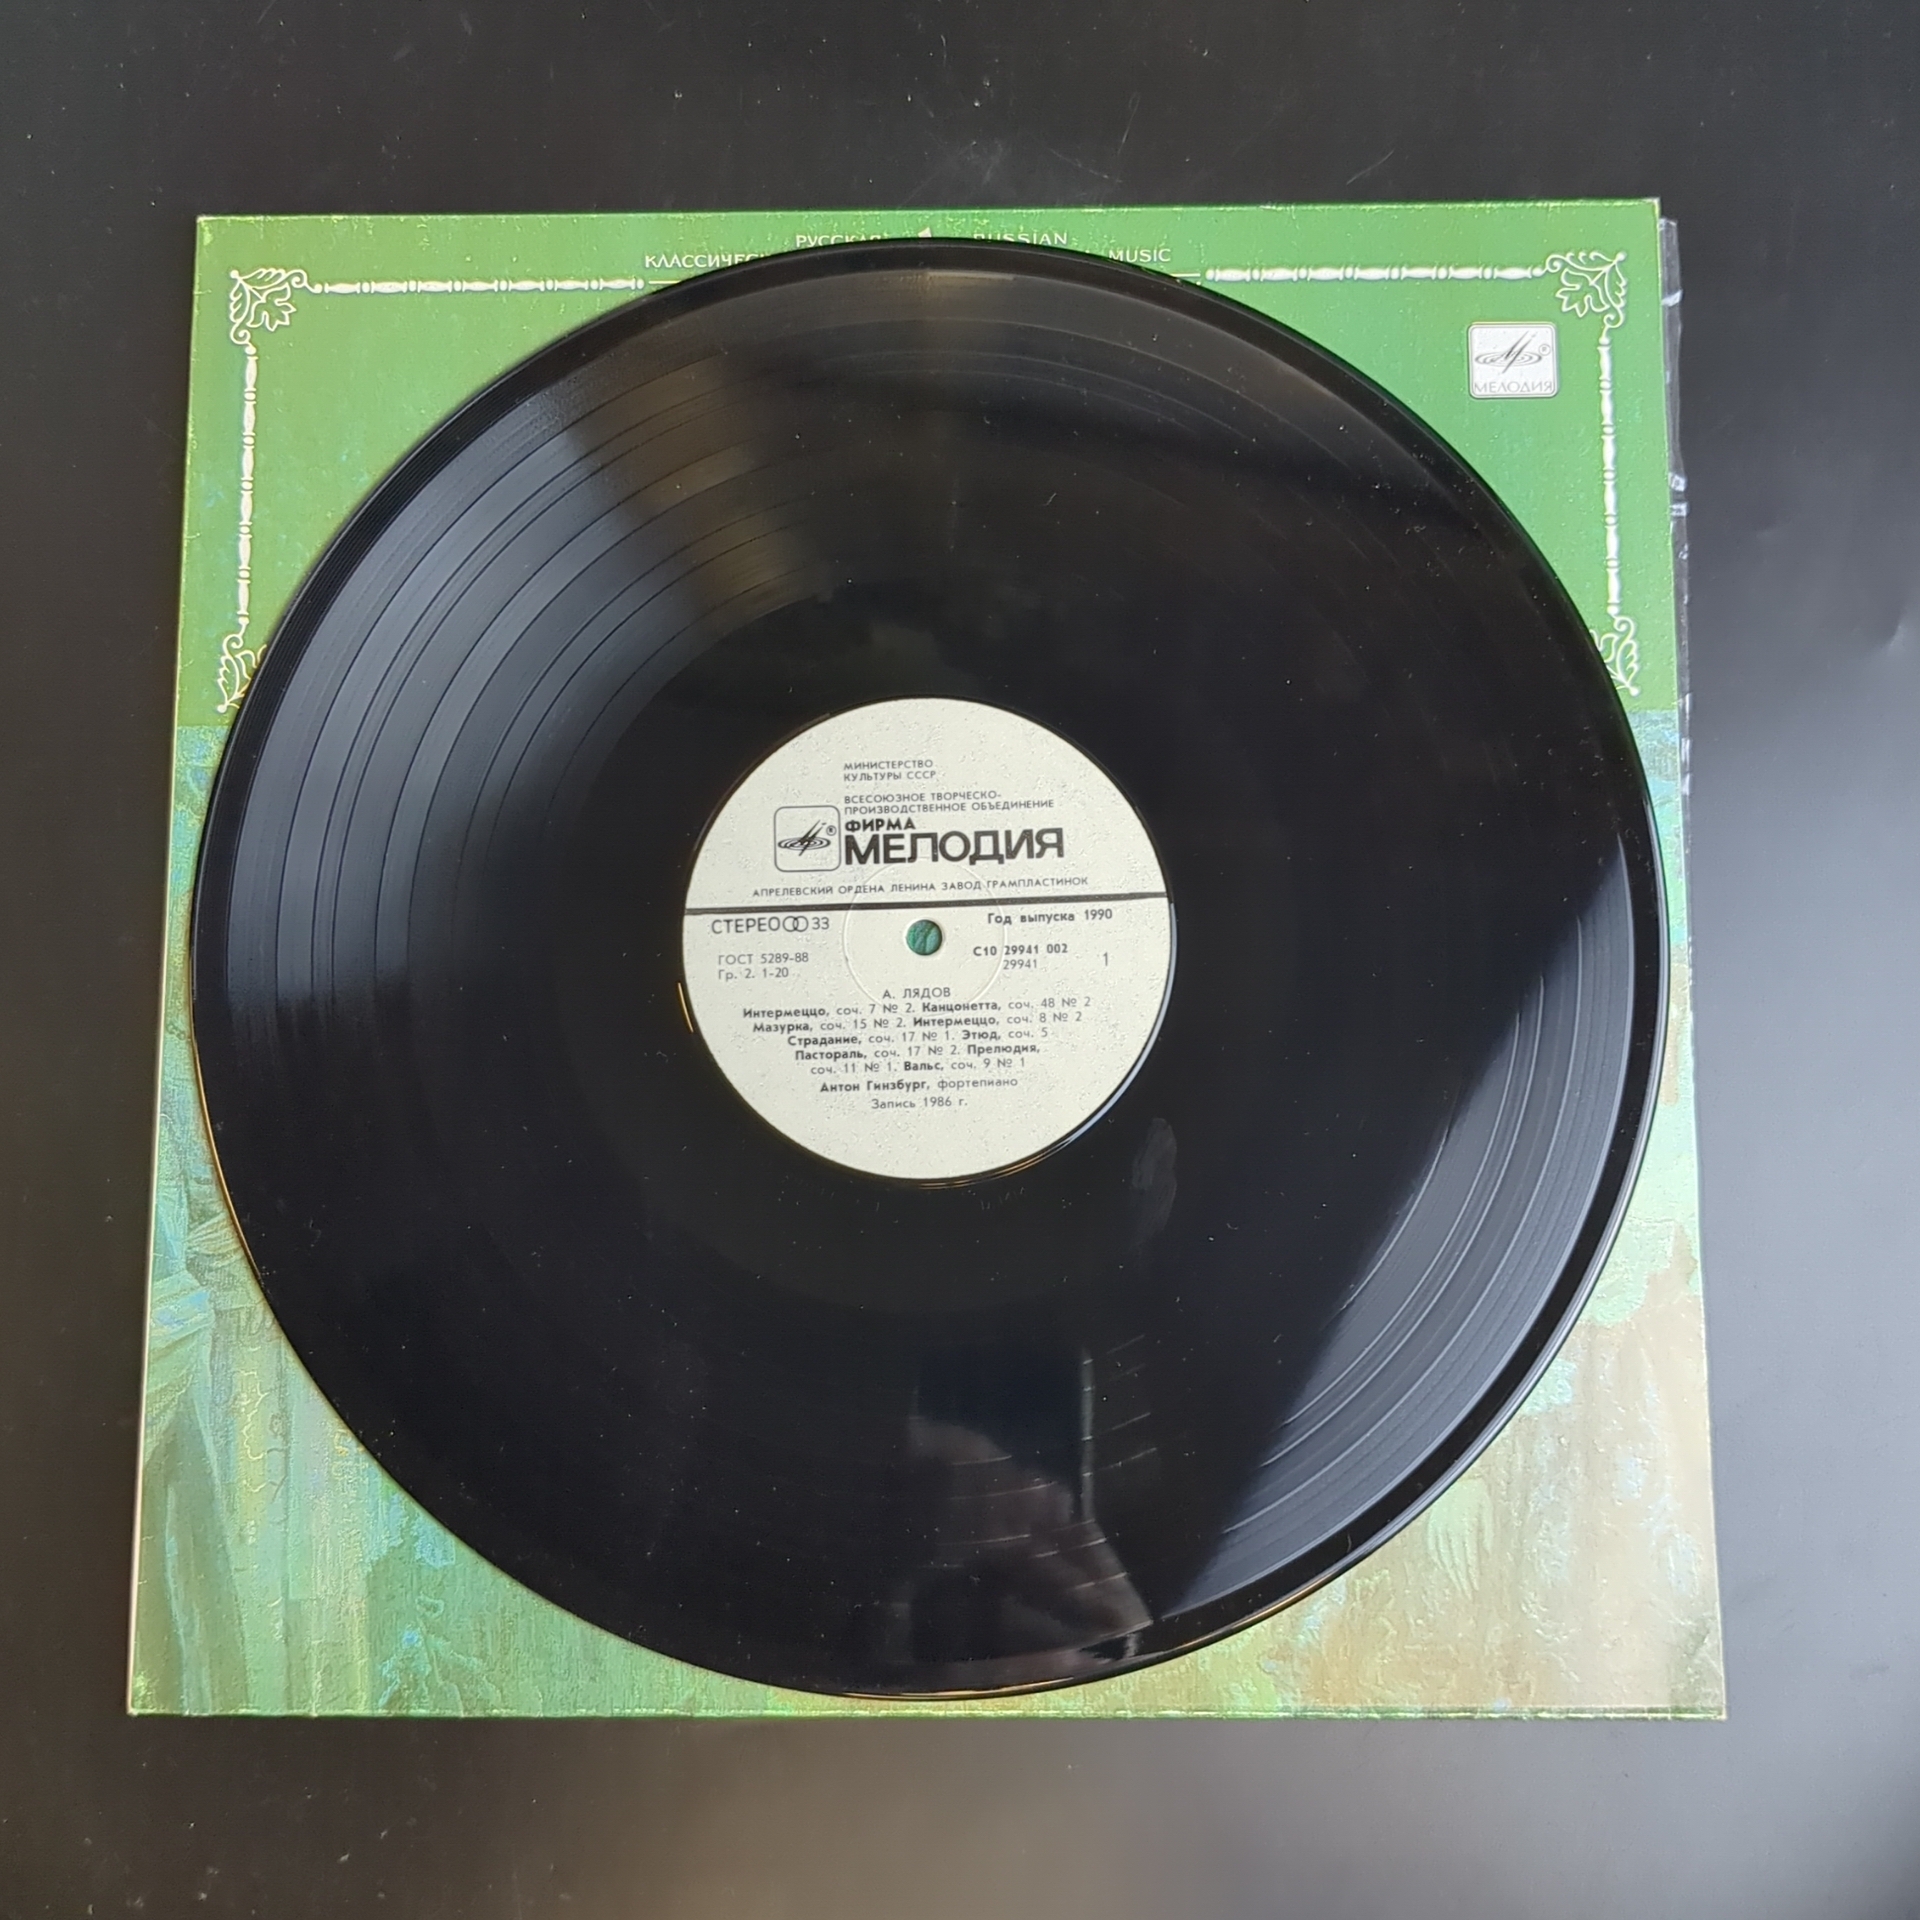 RUSSIAN
MUSIC
МЕЛОДИЯ
МИНИСТЕРСТВО
КУЛЬТУРЫ СССР
ВСЕСОЮЗНОЕ ТВОРЧЕСКО-
ПРОИЗВОДСТВЕННОЕ ОБЪЕДИНЕНИЕ
ФИРМА
МЕЛОДИЯ
АПРЕЛЕВСКИЙ ОРДЕНА ЛЕНИНА ЗАВОД ГРАМПЛАСТИНОК
СТЕРЕО 33
Год выпуска 1990
ГОСТ 5289-88
Гр. 2. 1-20
С10 29941 002
29941
1
А. ЛЯДОВ
Интермеццо, соч. 7 № 2. Канцонетта, соч. 48 № 2
Мазурка, соч. 15 № 2. Интермеццо, соч. 8 № 2
Страдание, соч. 17 № 1. Этюд, соч. 5
Пастораль, соч. 17 № 2. Прелюдия,
соч. 11 № 1. Вальс, соч. 9 № 1
Антон Гинзбург, фортепиано
Запись 1986 г.